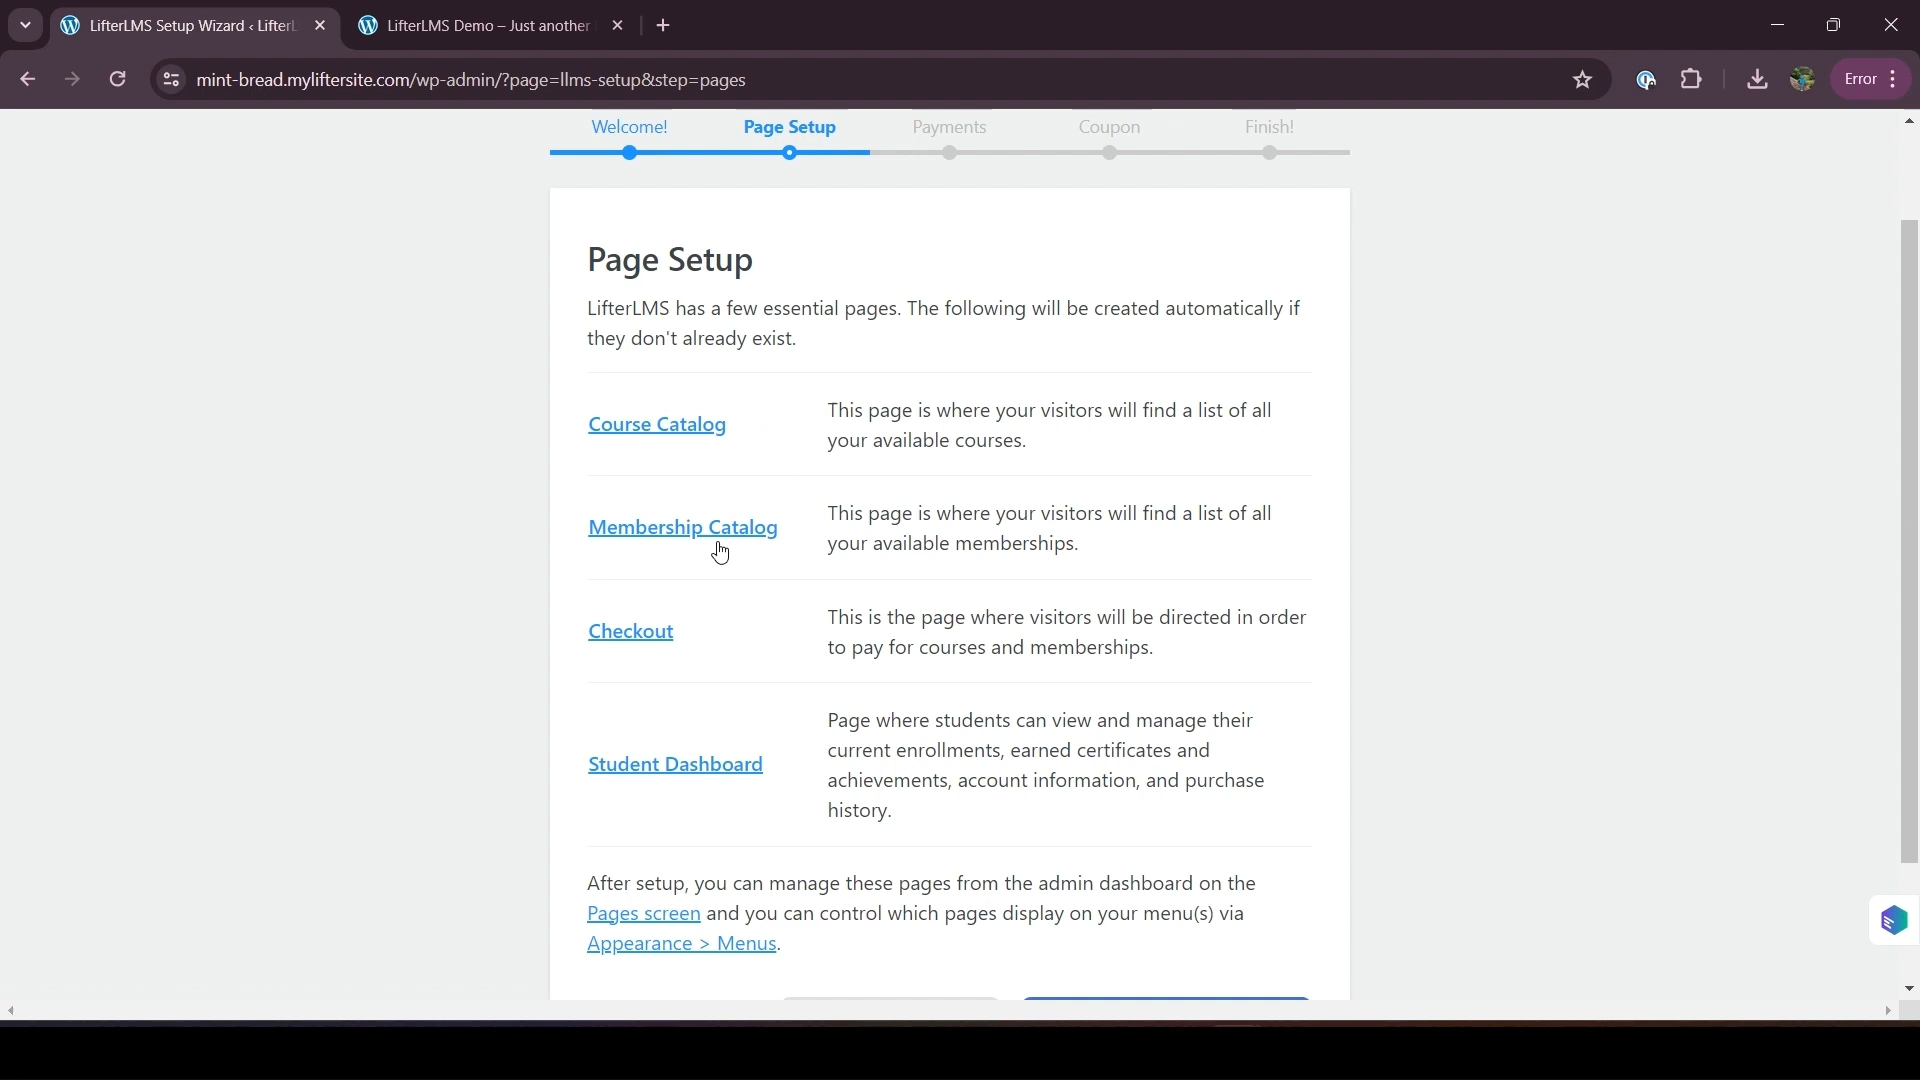 LifterLMS Setup Wizard ‹ Lifter
LifterLMS Demo – Just another
mint-bread.myliftersite.com/wp-admin/?page=llms-setup&step=pages
Error
Welcome!
Page Setup
Payments
Coupon
Finish!
Page Setup
LifterLMS has a few essential pages. The following will be created automatically if
they don't already exist.
Course Catalog
This page is where your visitors will find a list of all
your available courses.
Membership Catalog
This page is where your visitors will find a list of all
your available memberships.
Checkout
This is the page where visitors will be directed in order
to pay for courses and memberships.
Student Dashboard
Page where students can view and manage their
current enrollments, earned certificates and
achievements, account information, and purchase
history.
After setup, you can manage these pages from the admin dashboard on the
Pages screen and you can control which pages display on your menu(s) via
Appearance > Menus.